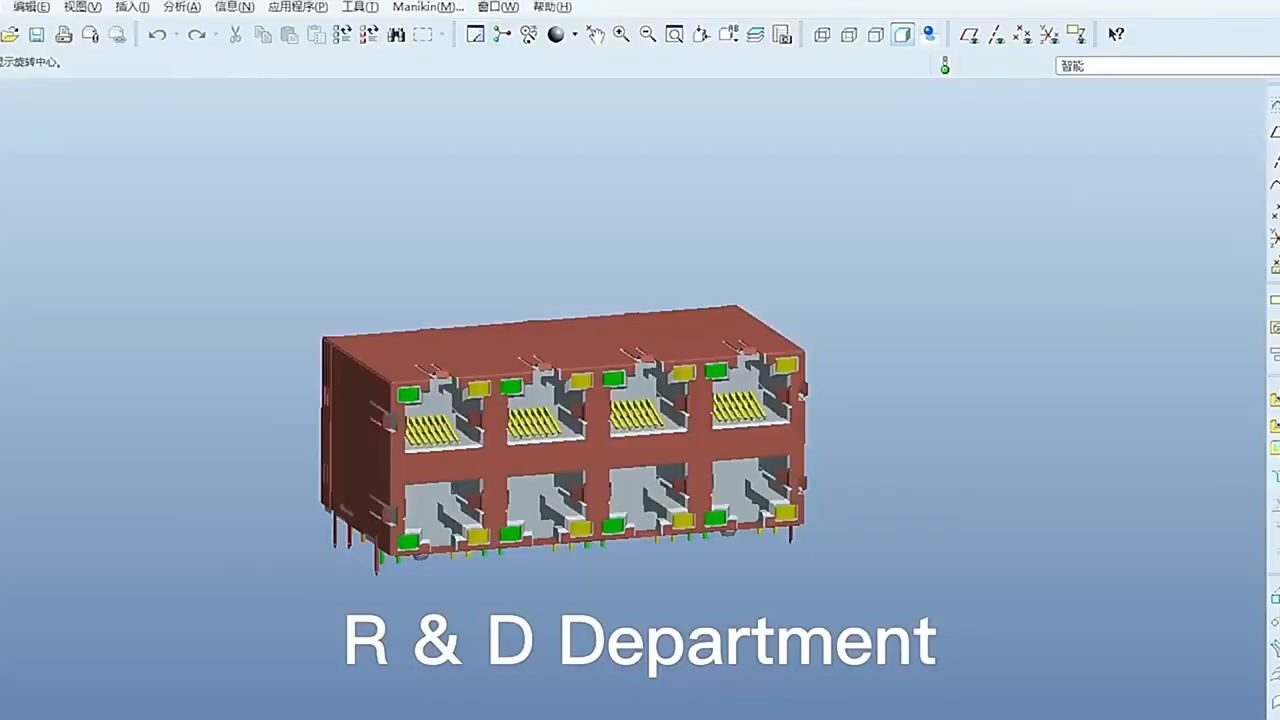 编辑(E) 视图(V) 插入(I) 分析(A) 信息(N) 应用程序(P) 工具(T) Manikin(M)... 窗口(W) 帮助(H)
显示旋转中心。
智能
R & D Department